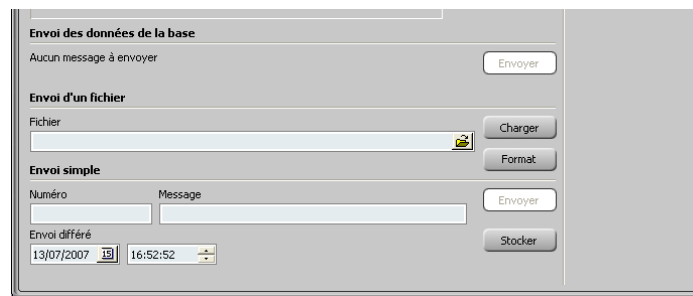 Envoi des données de la base
Aucun message à envoyer
Envoyer
Envoi d'un fichier
Fichier
Charger
Format
Envoi simple
Numéro Message
Envoyer
Envoi différé
13/07/2007 15 16:52:52
Stocker